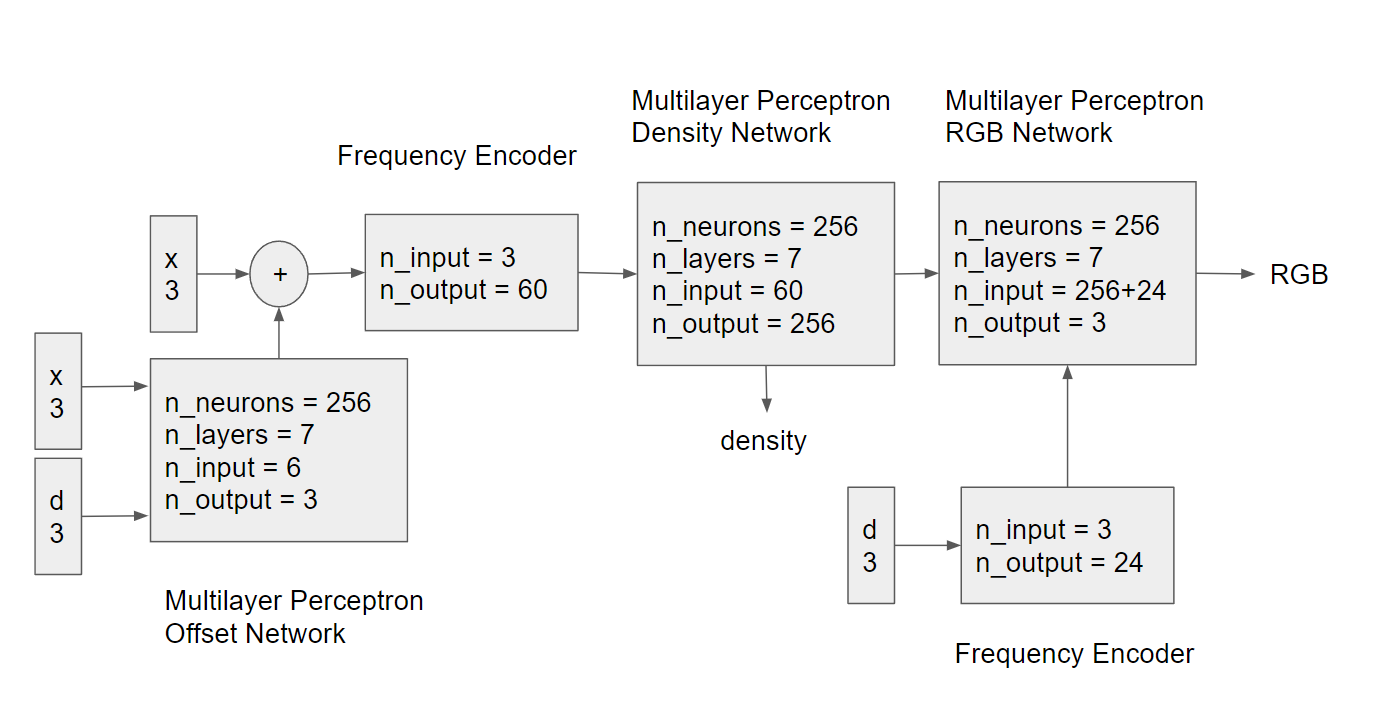 Multilayer Perceptron
Density Network
Multilayer Perceptron
RGB Network
Frequency Encoder
x
3
+
n_input = 3
n_output = 60
n_neurons = 256
n_layers = 7
n_input = 60
n_output = 256
n_neurons = 256
n_layers = 7
n_input = 256+24
n_output = 3
RGB
x
3
d
3
n_neurons = 256
n_layers = 7
n_input = 6
n_output = 3
density
d
3
n_input = 3
n_output = 24
Multilayer Perceptron
Offset Network
Frequency Encoder